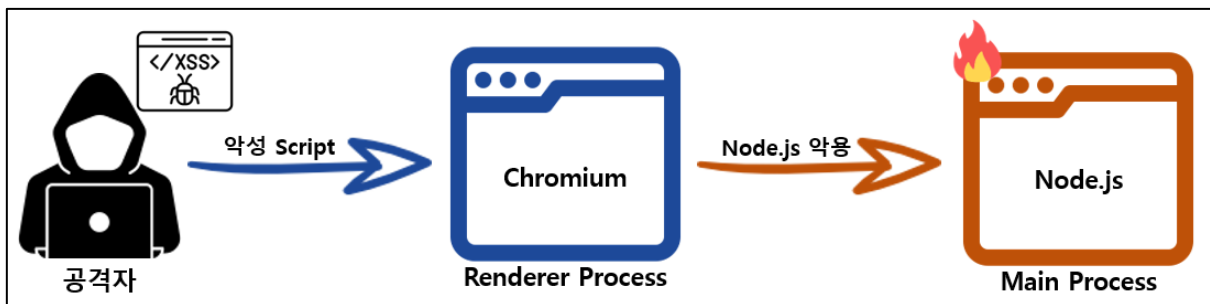 </XSS>
악성 Script
Node.js 악용
Chromium
Node.js
공격자
Renderer Process
Main Process